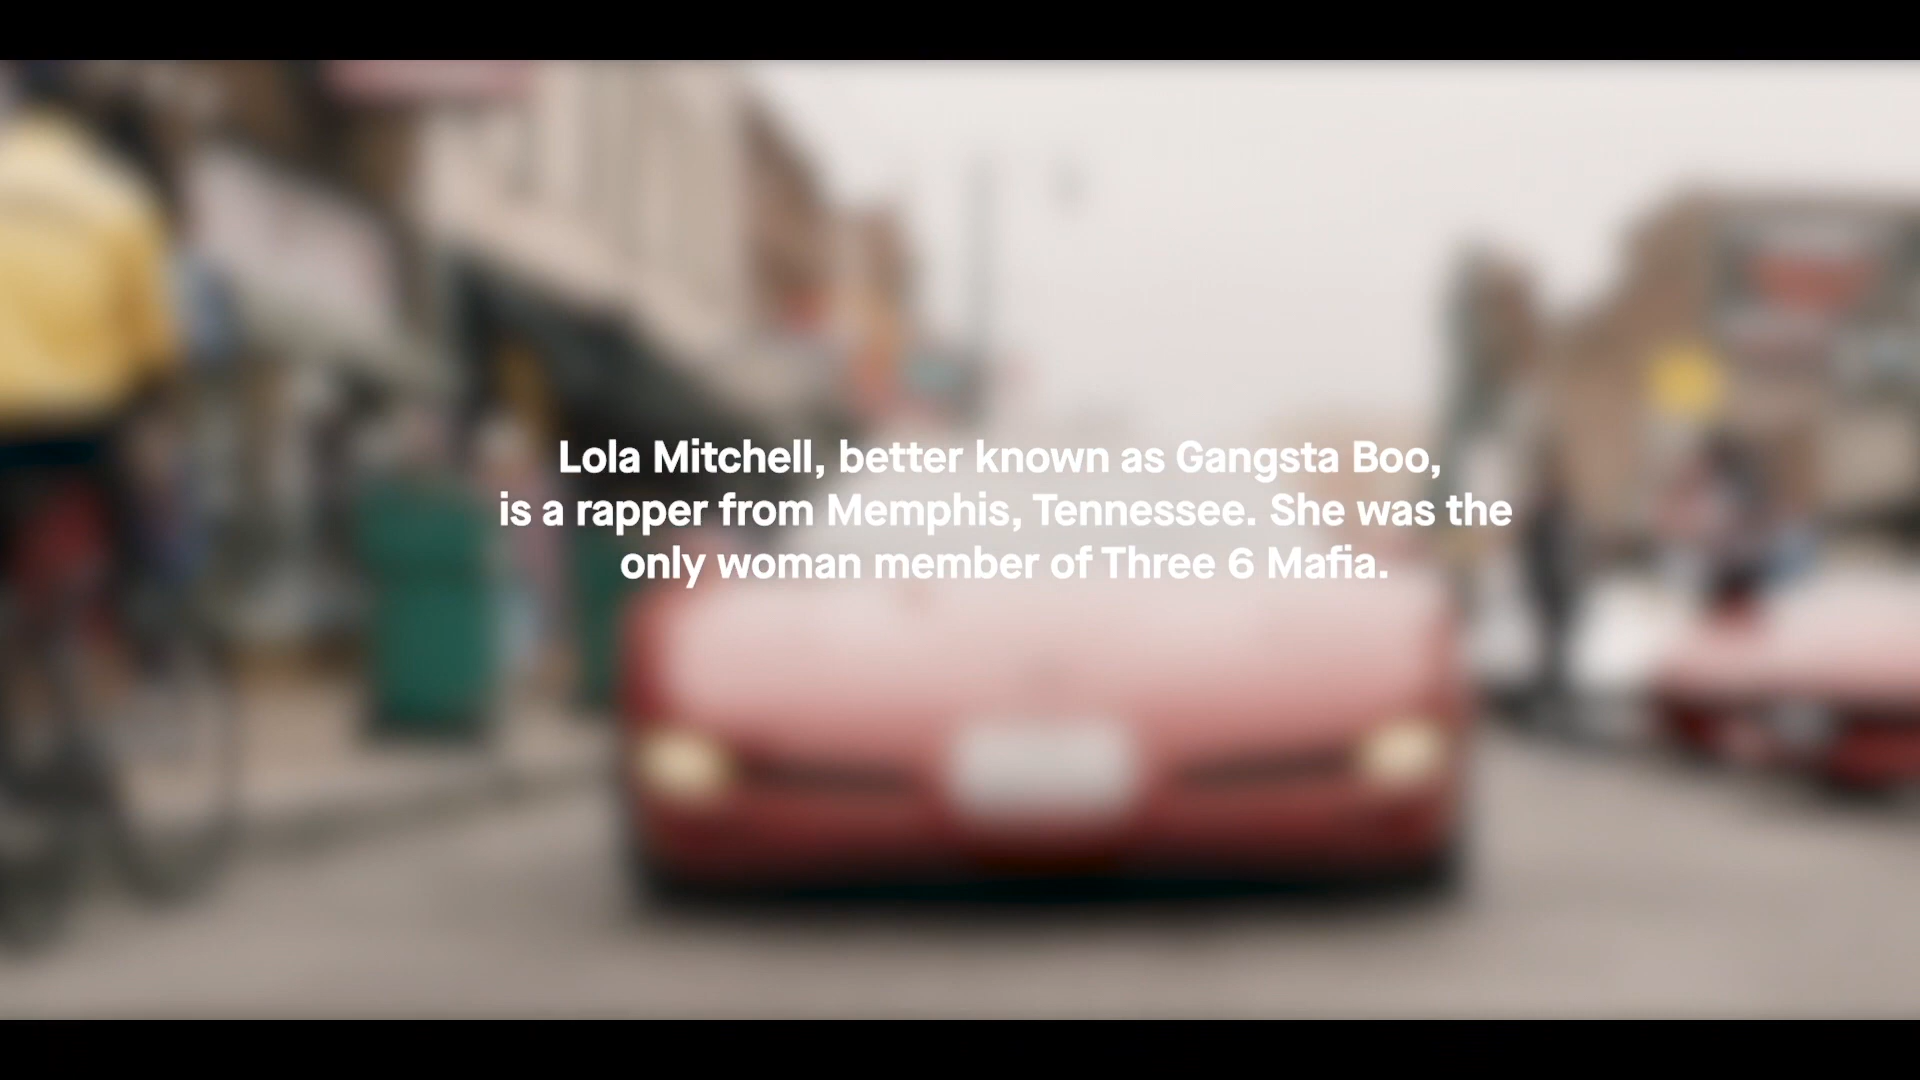 Lola Mitchell, better known as Gangsta Boo,
is a rapper from Memphis, Tennessee. She was the
only woman member of Three 6 Mafia.